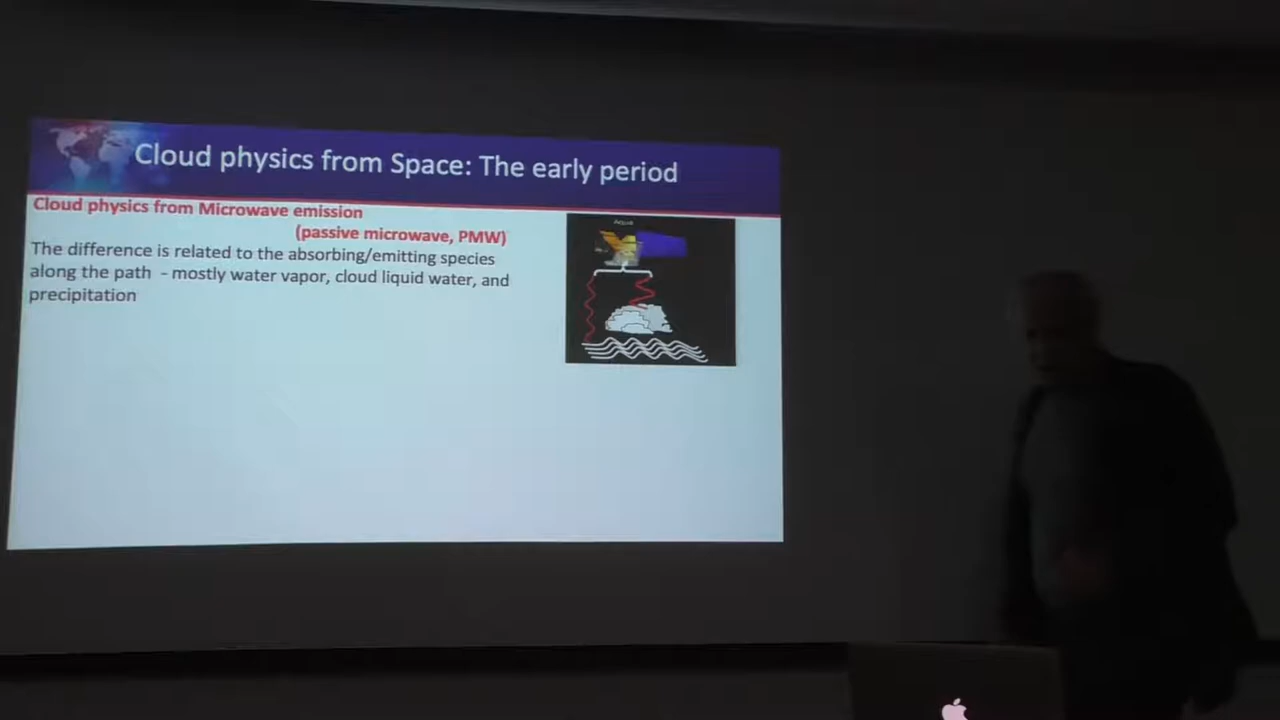 Cloud physics from Space: The early period
Cloud physics from Microwave emission
(passive microwave, PMW)
The difference is related to the absorbing/emitting species
along the path - mostly water vapor, cloud liquid water, and
precipitation
Aqua